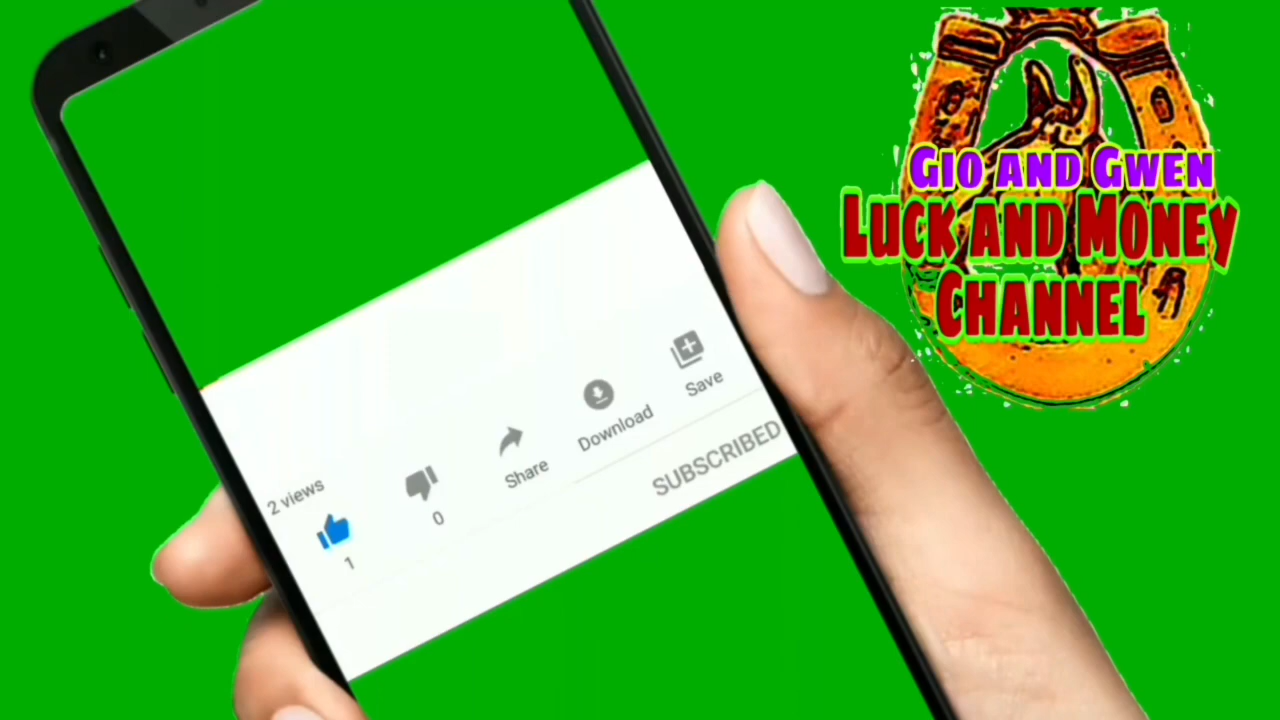 Gio and Gwen
Luck and Money
Channel
2 views
1
0
Share
Download
Save
SUBSCRIBED